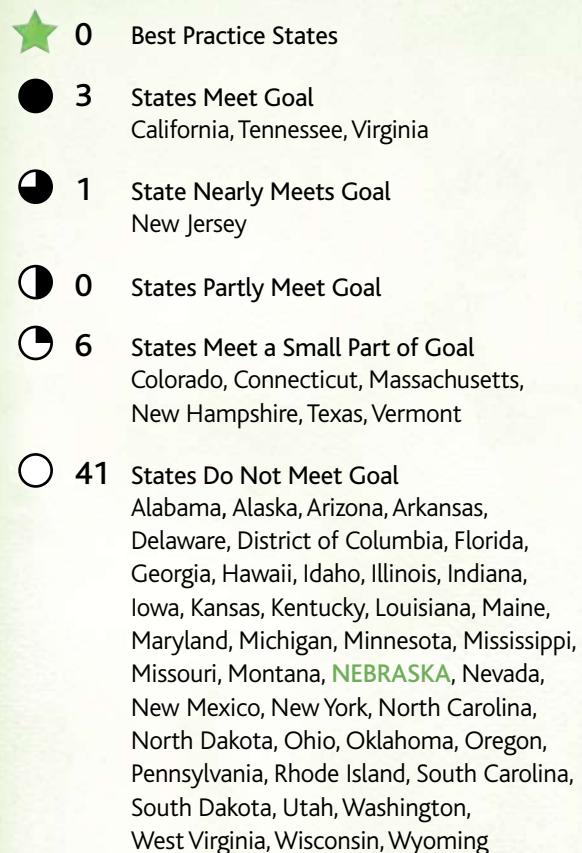 0 Best Practice States
3 States Meet Goal
California, Tennessee, Virginia
1 State Nearly Meets Goal
New Jersey
0 States Partly Meet Goal
6 States Meet a Small Part of Goal
Colorado, Connecticut, Massachusetts,
New Hampshire, Texas, Vermont
41 States Do Not Meet Goal
Alabama, Alaska, Arizona, Arkansas,
Delaware, District of Columbia, Florida,
Georgia, Hawaii, Idaho, Illinois, Indiana,
Iowa, Kansas, Kentucky, Louisiana, Maine,
Maryland, Michigan, Minnesota, Mississippi,
Missouri, Montana, NEBRASKA, Nevada,
New Mexico, New York, North Carolina,
North Dakota, Ohio, Oklahoma, Oregon,
Pennsylvania, Rhode Island, South Carolina,
South Dakota, Utah, Washington,
West Virginia, Wisconsin, Wyoming